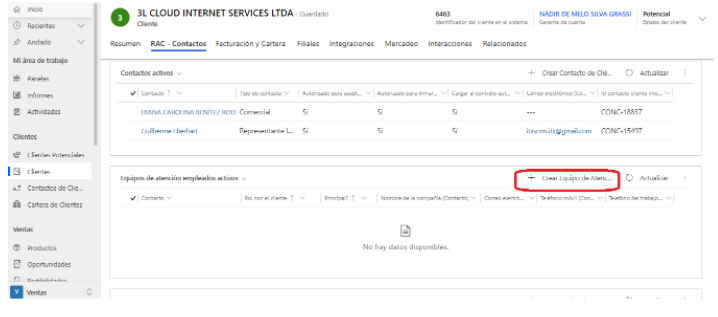 Inicio
3
3L CLOUD INTERNET SERVICES LTDA : Guardado
Cliente
6463
Identificador del cliente en el sistema
NÁDIR DE MELO SILVA GRASSI
Gerente de cuenta
Potencial
Estado del cliente
Recientes
Anclado
Resumen RAC - Contactos Facturación y Cartera Filiales Integraciones Mercadeo Interacciones Relacionados
Mi área de trabajo
Paneles
Informes
Actividades
Clientes
Clientes Potenciales
Clientes
Contactos de Clie...
Cartera de Clientes
Ventas
Productos
Oportunidades
V Ventas
Contactos activos
+ Crear Contacto de Clie... Actualizar
Contacto ↑ Tipo de contacto Autorizado para acept... Autorizado para firmar... Cargar al contrato aut... Correo electrónico (Co... Id contacto cliente inte...
DIANA CAROLINA BENÍTEZ RODI Comercial Sí Sí Sí --- CONC-18837
Guilherme Eberhart Representante L... Sí Sí Sí CONC-15497
Equipos de atención empleados activos
+ Crear Equipo de Atenc... Actualizar
Contacto Rol con el cliente ↑ Principal? ↑ Nombre de la compañía (Contacto) Correo electró... Teléfono móvil (Con... Teléfono del trabajo...
No hay datos disponibles.